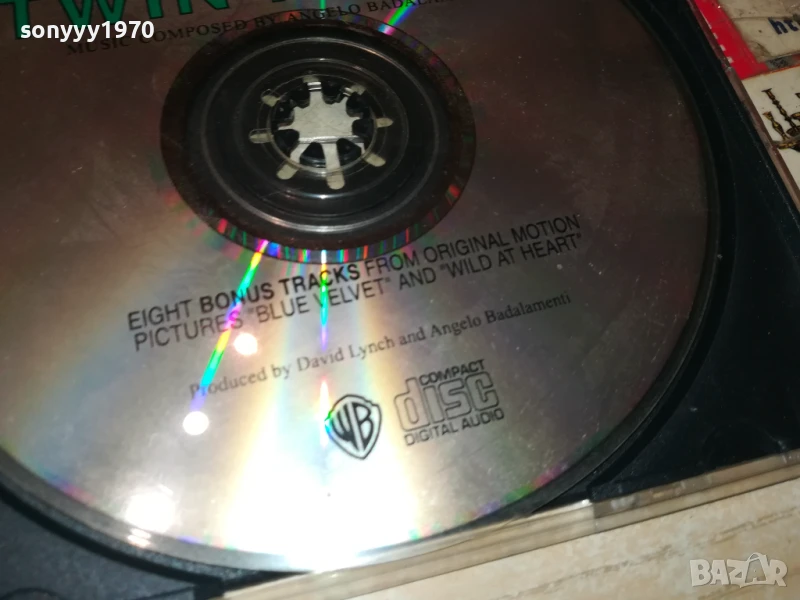 sonyyy1970
TWIN
MUSIC COMPOSED BY ANGELO
EIGHT BONUS TRACKS FROM ORIGINAL MOTION
PICTURES "BLUE VELVET" AND "WILD AT HEART"
Produced by David Lynch and Angelo Badalamenti
WB
COMPACT
disc
DIGITAL AUDIO
BAZAR